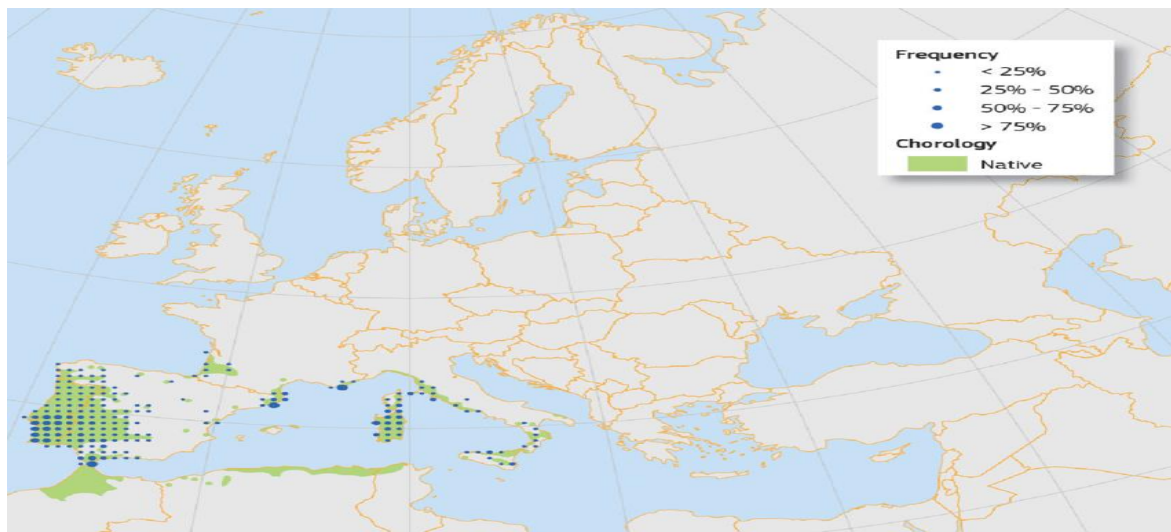 Frequency
< 25%
25% - 50%
50% - 75%
> 75%
Chorology
Native